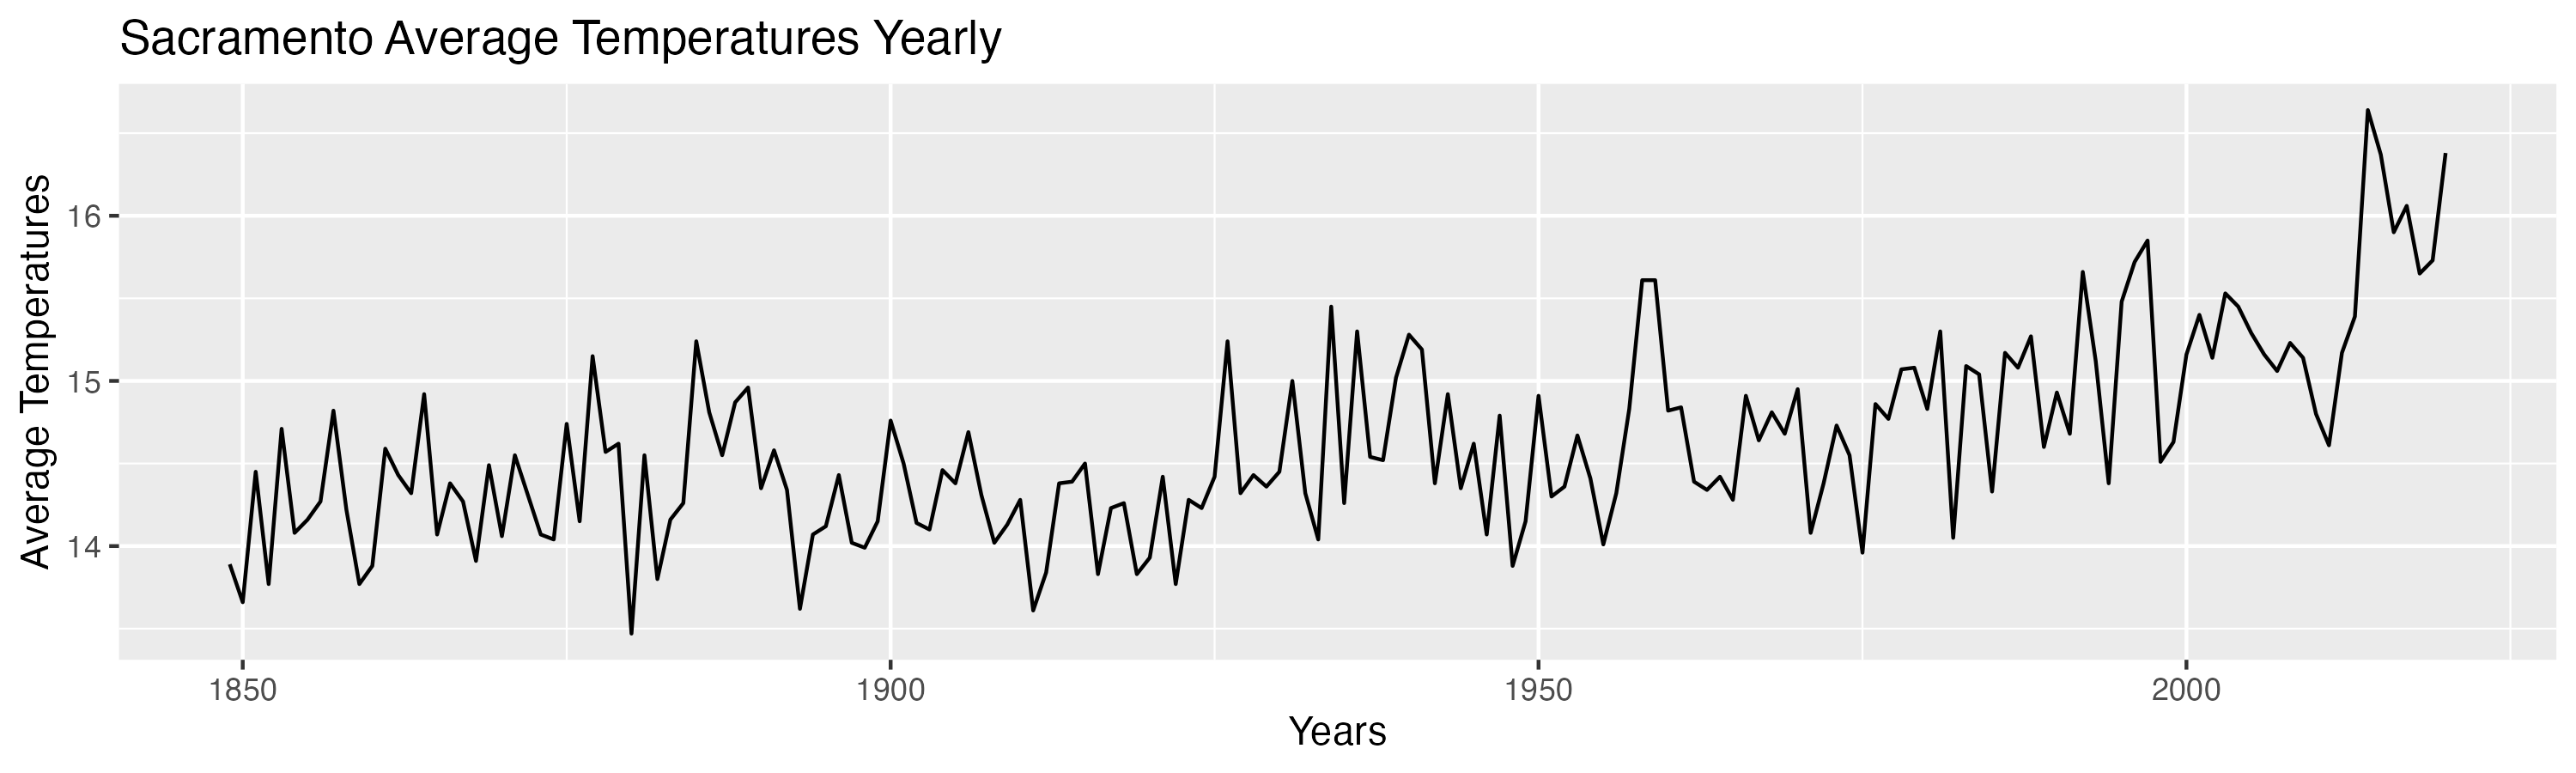 Sacramento Average Temperatures Yearly
Average Temperatures
16
15
14
1850 1900 1950 2000
Years